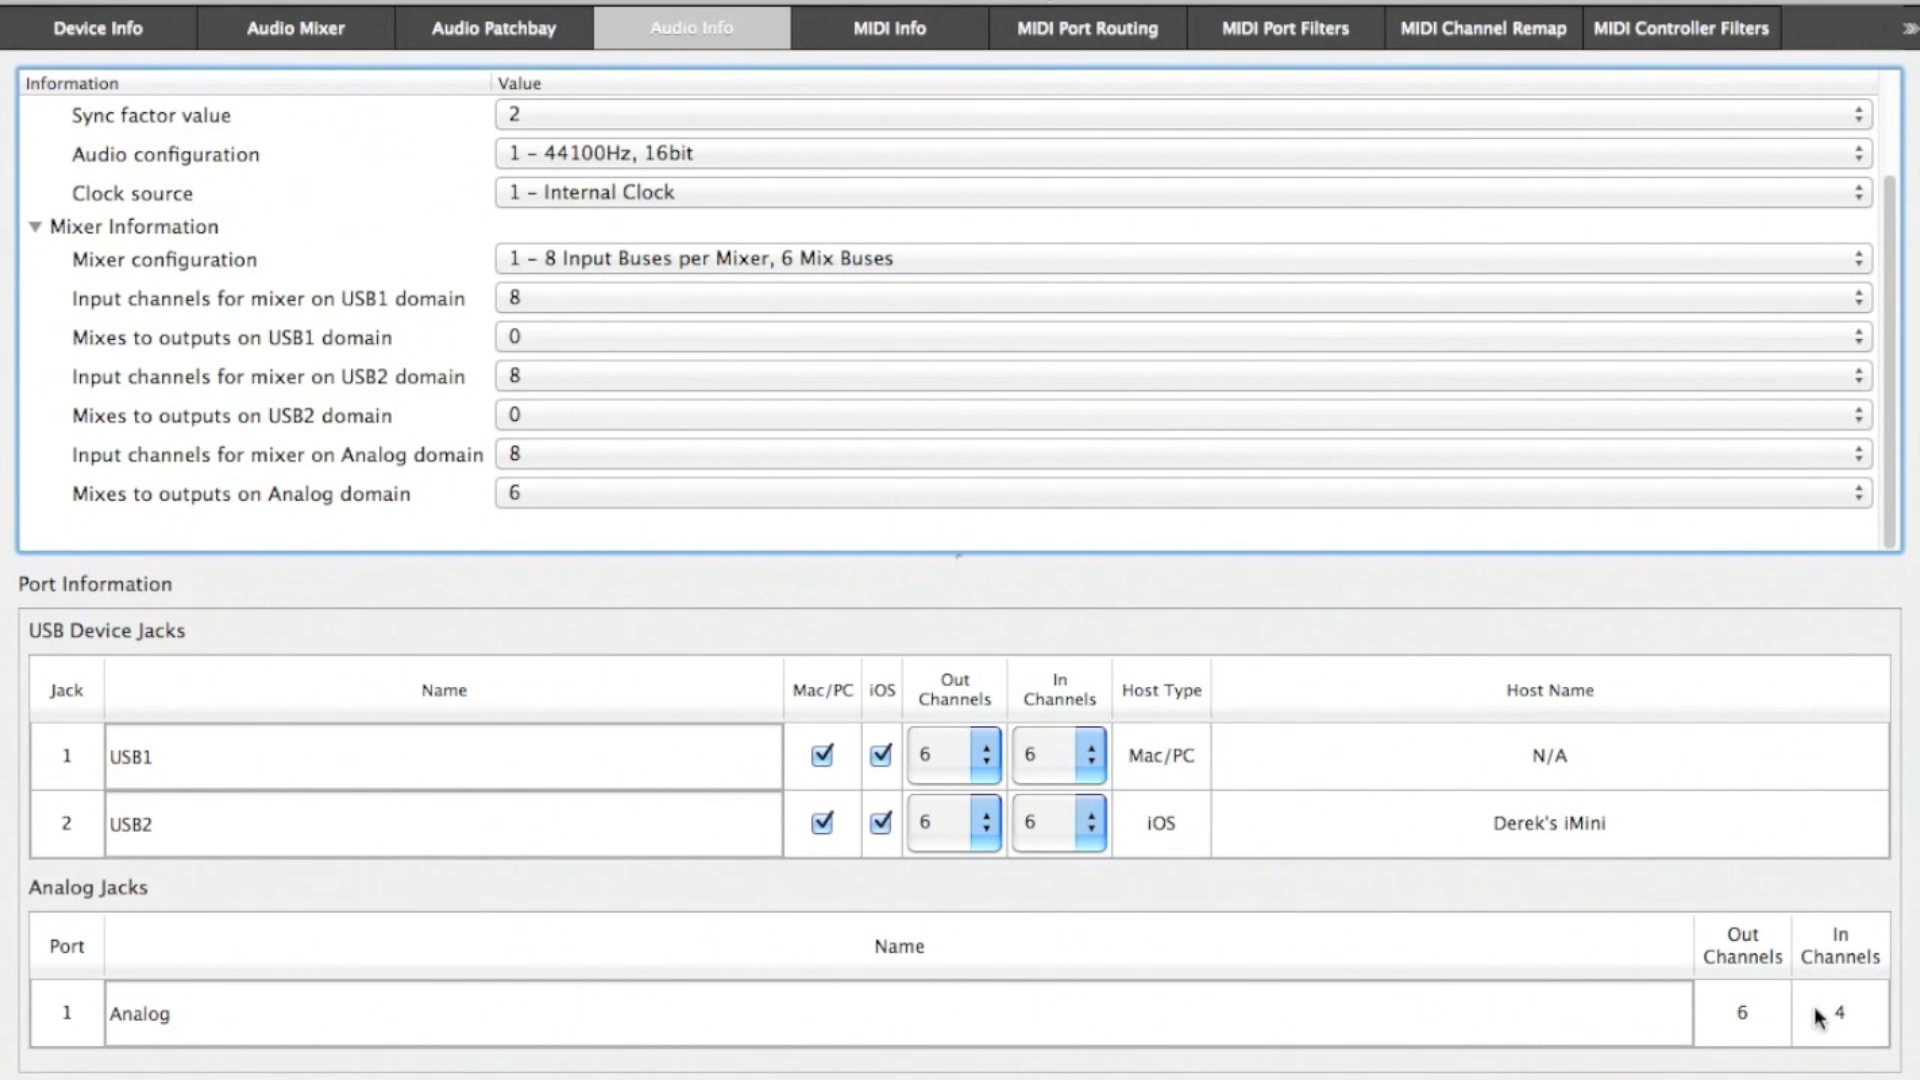 Device Info Audio Mixer Audio Patchbay Audio Info MIDI Info MIDI Port Routing MIDI Port Filters MIDI Channel Remap MIDI Controller Filters »
Information Value
Sync factor value 2
Audio configuration 1 – 44100Hz, 16bit
Clock source 1 – Internal Clock
Mixer Information
Mixer configuration 1 – 8 Input Buses per Mixer, 6 Mix Buses
Input channels for mixer on USB1 domain 8
Mixes to outputs on USB1 domain 0
Input channels for mixer on USB2 domain 8
Mixes to outputs on USB2 domain 0
Input channels for mixer on Analog domain 8
Mixes to outputs on Analog domain 6
Port Information
USB Device Jacks
Jack Name Mac/PC iOS Out Channels In Channels Host Type Host Name
1 USB1 6 6 Mac/PC N/A
2 USB2 6 6 iOS Derek's iMini
Analog Jacks
Port Name Out Channels In Channels
1 Analog 6 4